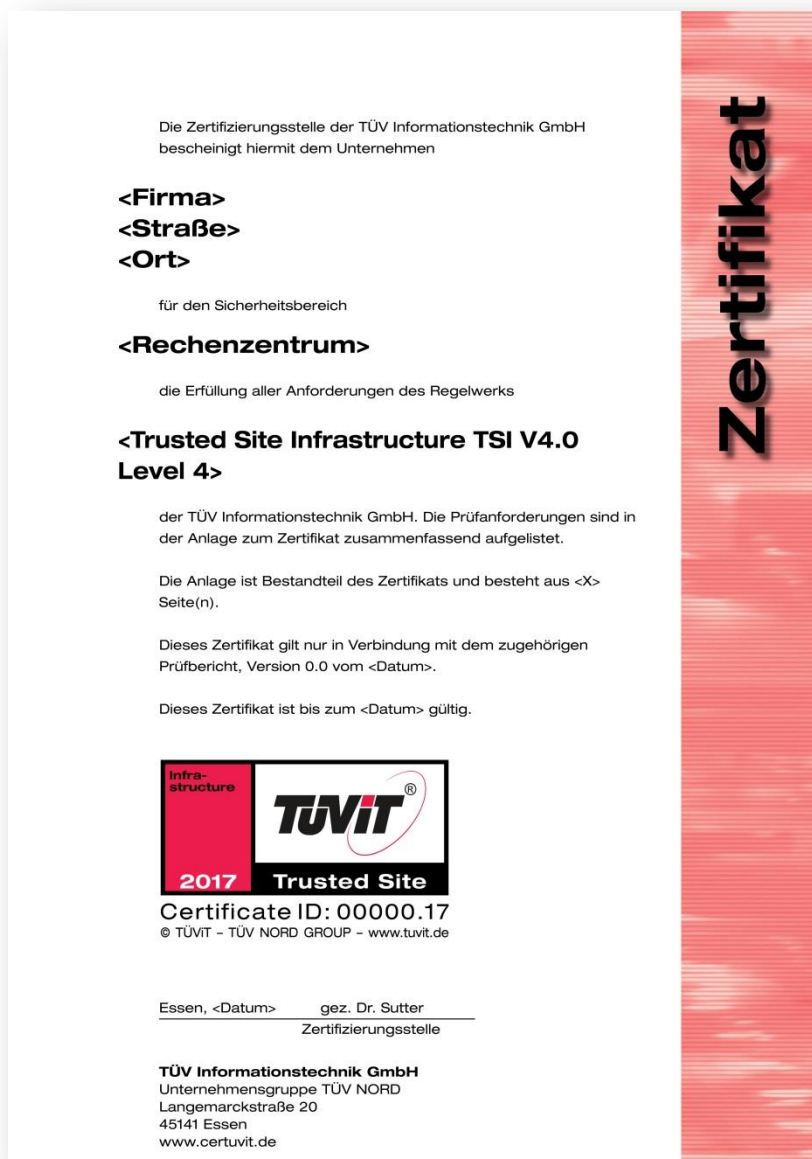 Zertifikat
Die Zertifizierungsstelle der TÜV Informationstechnik GmbH
bescheinigt hiermit dem Unternehmen
<Firma>
<Straße>
<Ort>
für den Sicherheitsbereich
<Rechenzentrum>
die Erfüllung aller Anforderungen des Regelwerks
<Trusted Site Infrastructure TSI V4.0
Level 4>
der TÜV Informationstechnik GmbH. Die Prüfanforderungen sind in
der Anlage zum Zertifikat zusammenfassend aufgelistet.
Die Anlage ist Bestandteil des Zertifikats und besteht aus <X>
Seite(n).
Dieses Zertifikat gilt nur in Verbindung mit dem zugehörigen
Prüfbericht, Version 0.0 vom <Datum>.
Dieses Zertifikat ist bis zum <Datum> gültig.
Infra-
structure
TÜViT®
2017 Trusted Site
Certificate ID: 00000.17
© TÜViT – TÜV NORD GROUP – www.tuvit.de
Essen, <Datum> gez. Dr. Sutter
Zertifizierungsstelle
TÜV Informationstechnik GmbH
Unternehmensgruppe TÜV NORD
Langemarckstraße 20
45141 Essen
www.certuvit.de